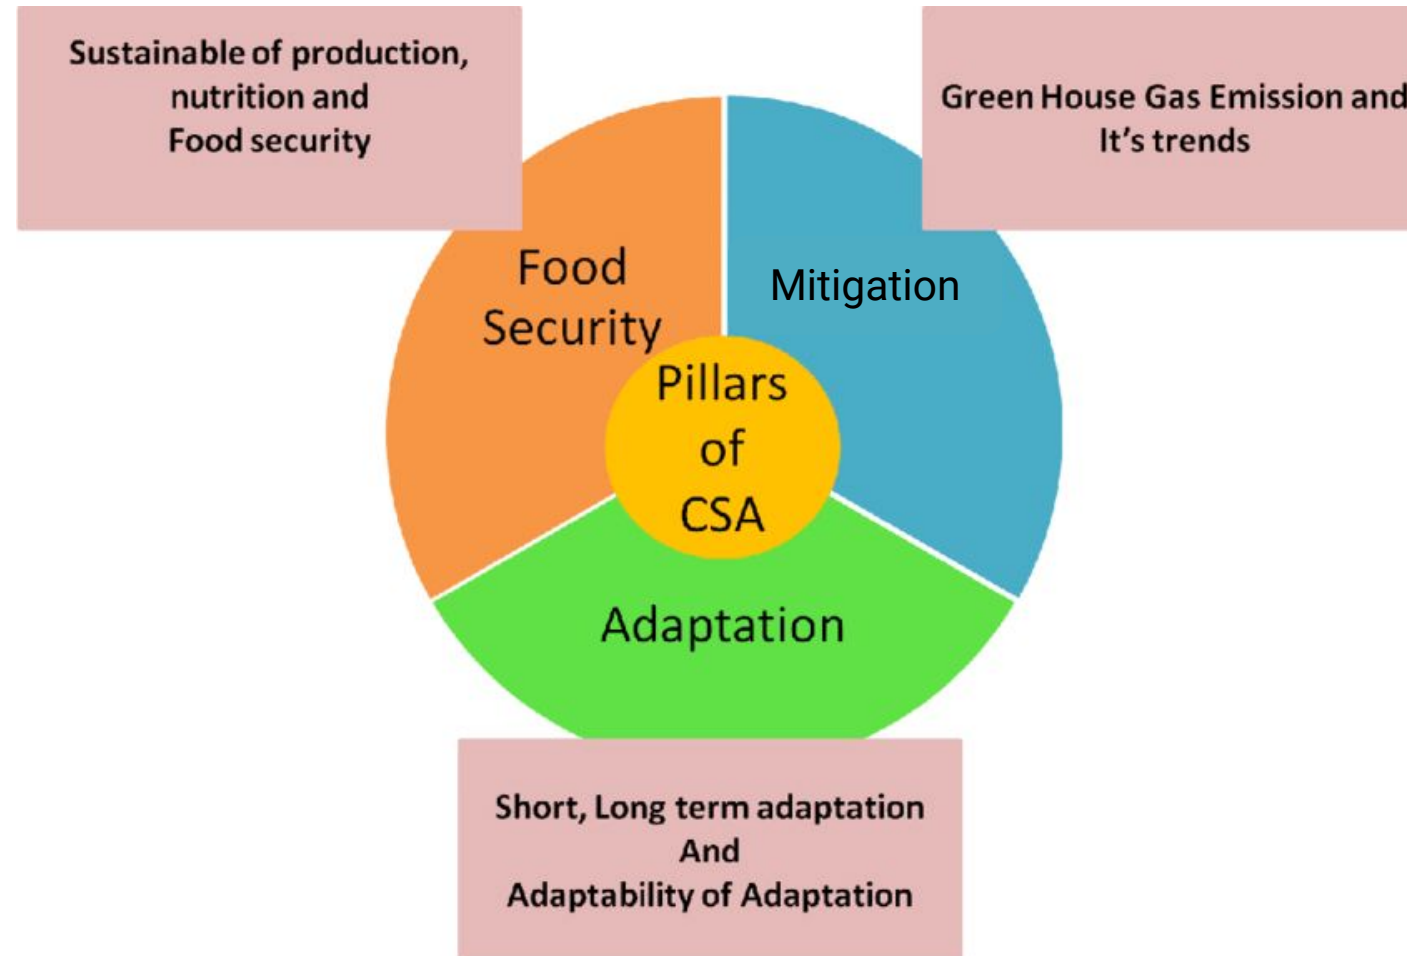 Sustainable of production,
nutrition and
Food security
Green House Gas Emission and
It’s trends
Food
Security
Mitigation
Pillars
of
CSA
Adaptation
Short, Long term adaptation
And
Adaptability of Adaptation